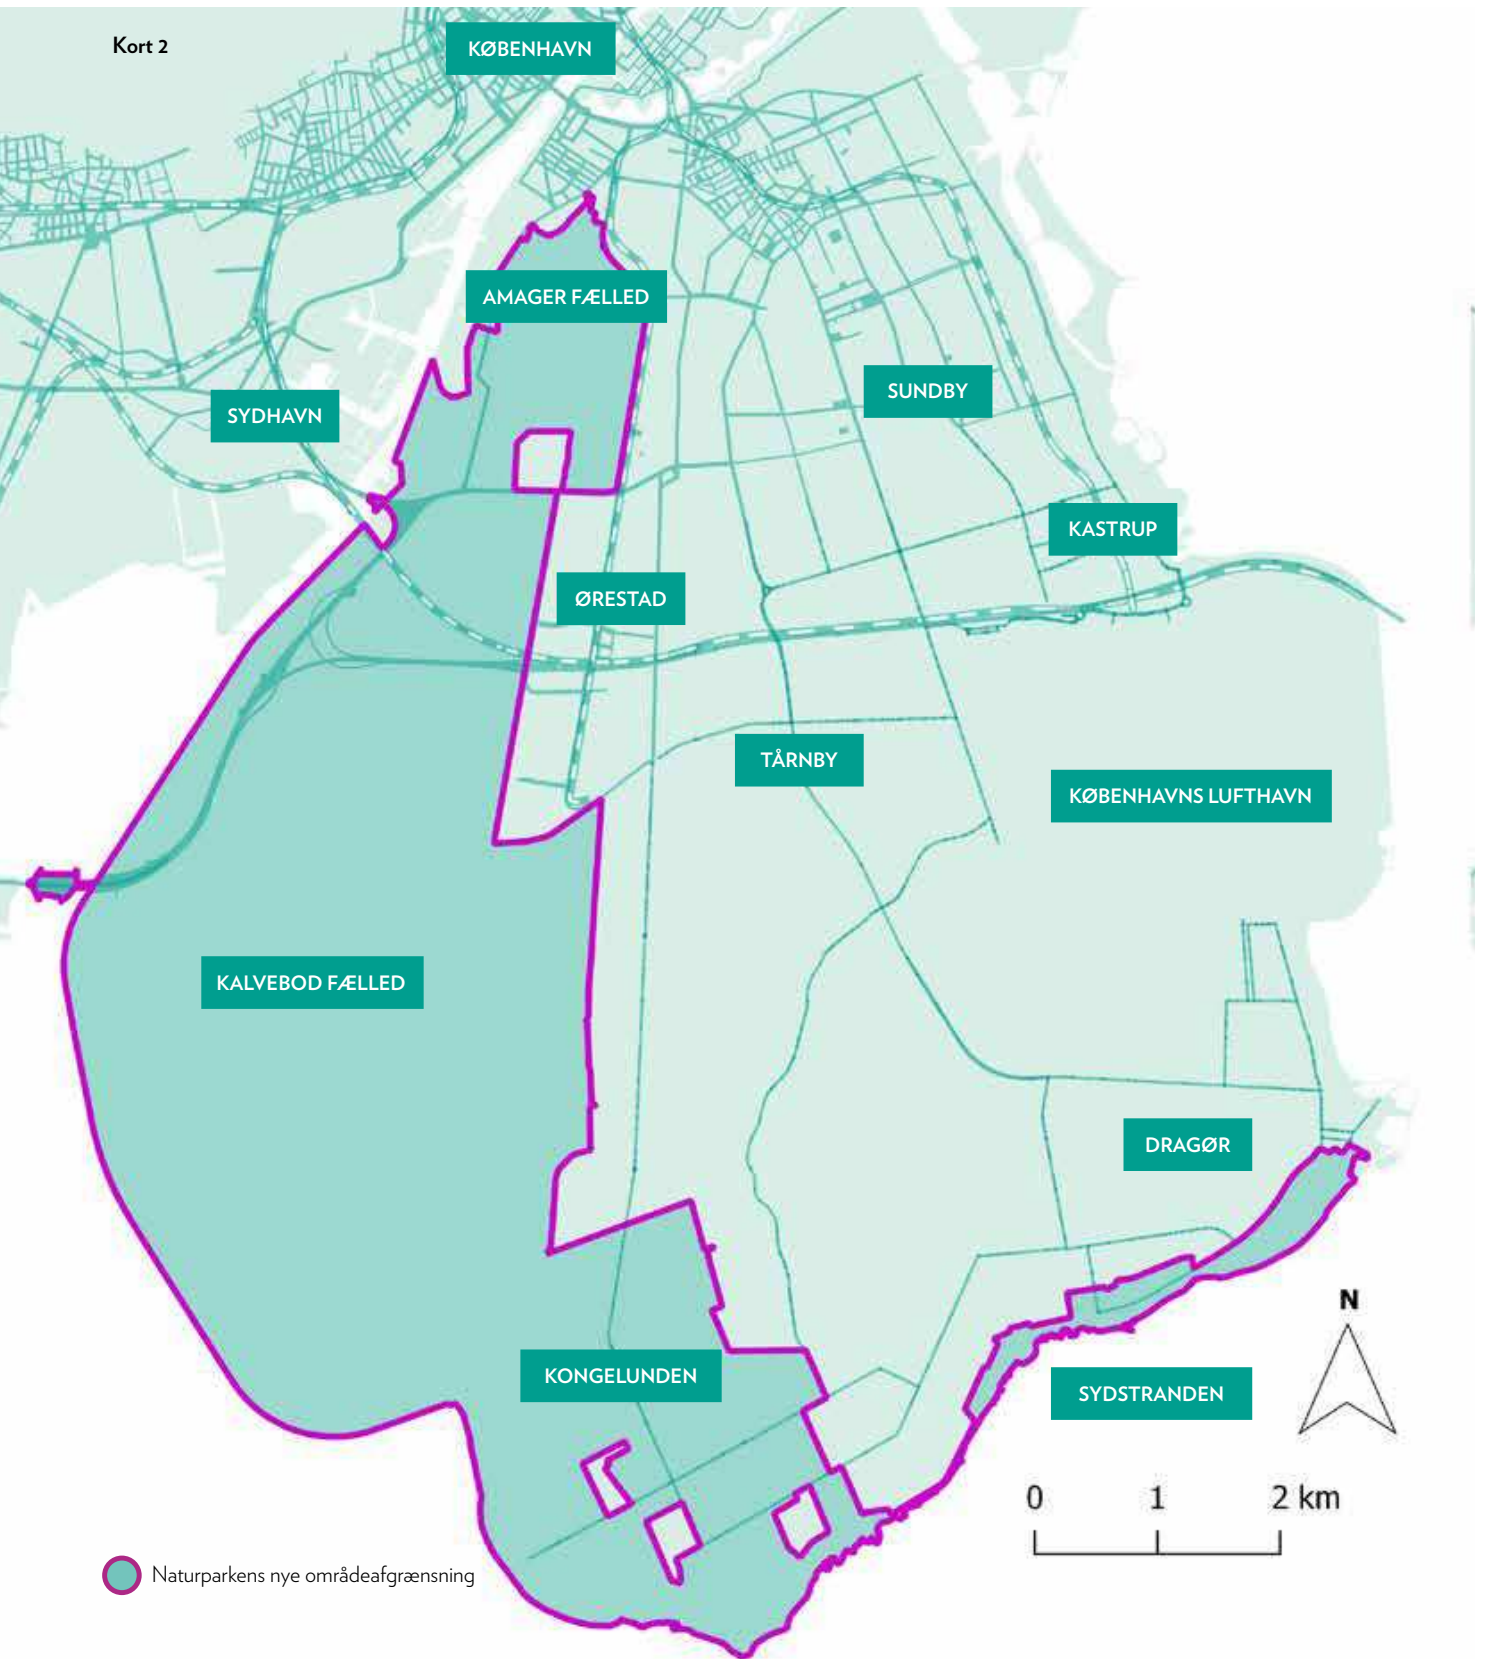 Kort 2
KØBENHAVN
AMAGER FÆLLED
SUNDBY
SYDHAVN
KASTRUP
ØRESTAD
TÅRNBY
KØBENHAVNS LUFTHAVN
KALVEBOD FÆLLED
DRAGØR
N
KONGELUNDEN
SYDSTRANDEN
0 1 2 km
Naturparkens nye områdeafgrænsning